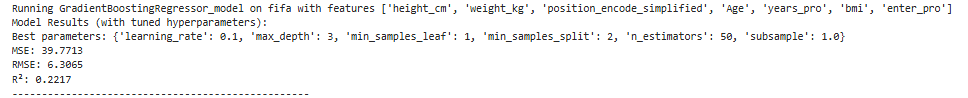 Running GradientBoostingRegressor_model on fifa with features ['height_cm', 'weight_kg', 'position_encode_simplified', 'Age', 'years_pro', 'bmi', 'enter_pro']
Model Results (with tuned hyperparameters):
Best parameters: {'learning_rate': 0.1, 'max_depth': 3, 'min_samples_leaf': 1, 'min_samples_split': 2, 'n_estimators': 50, 'subsample': 1.0}
MSE: 39.7713
RMSE: 6.3065
R²: 0.2217
--------------------------------------------------